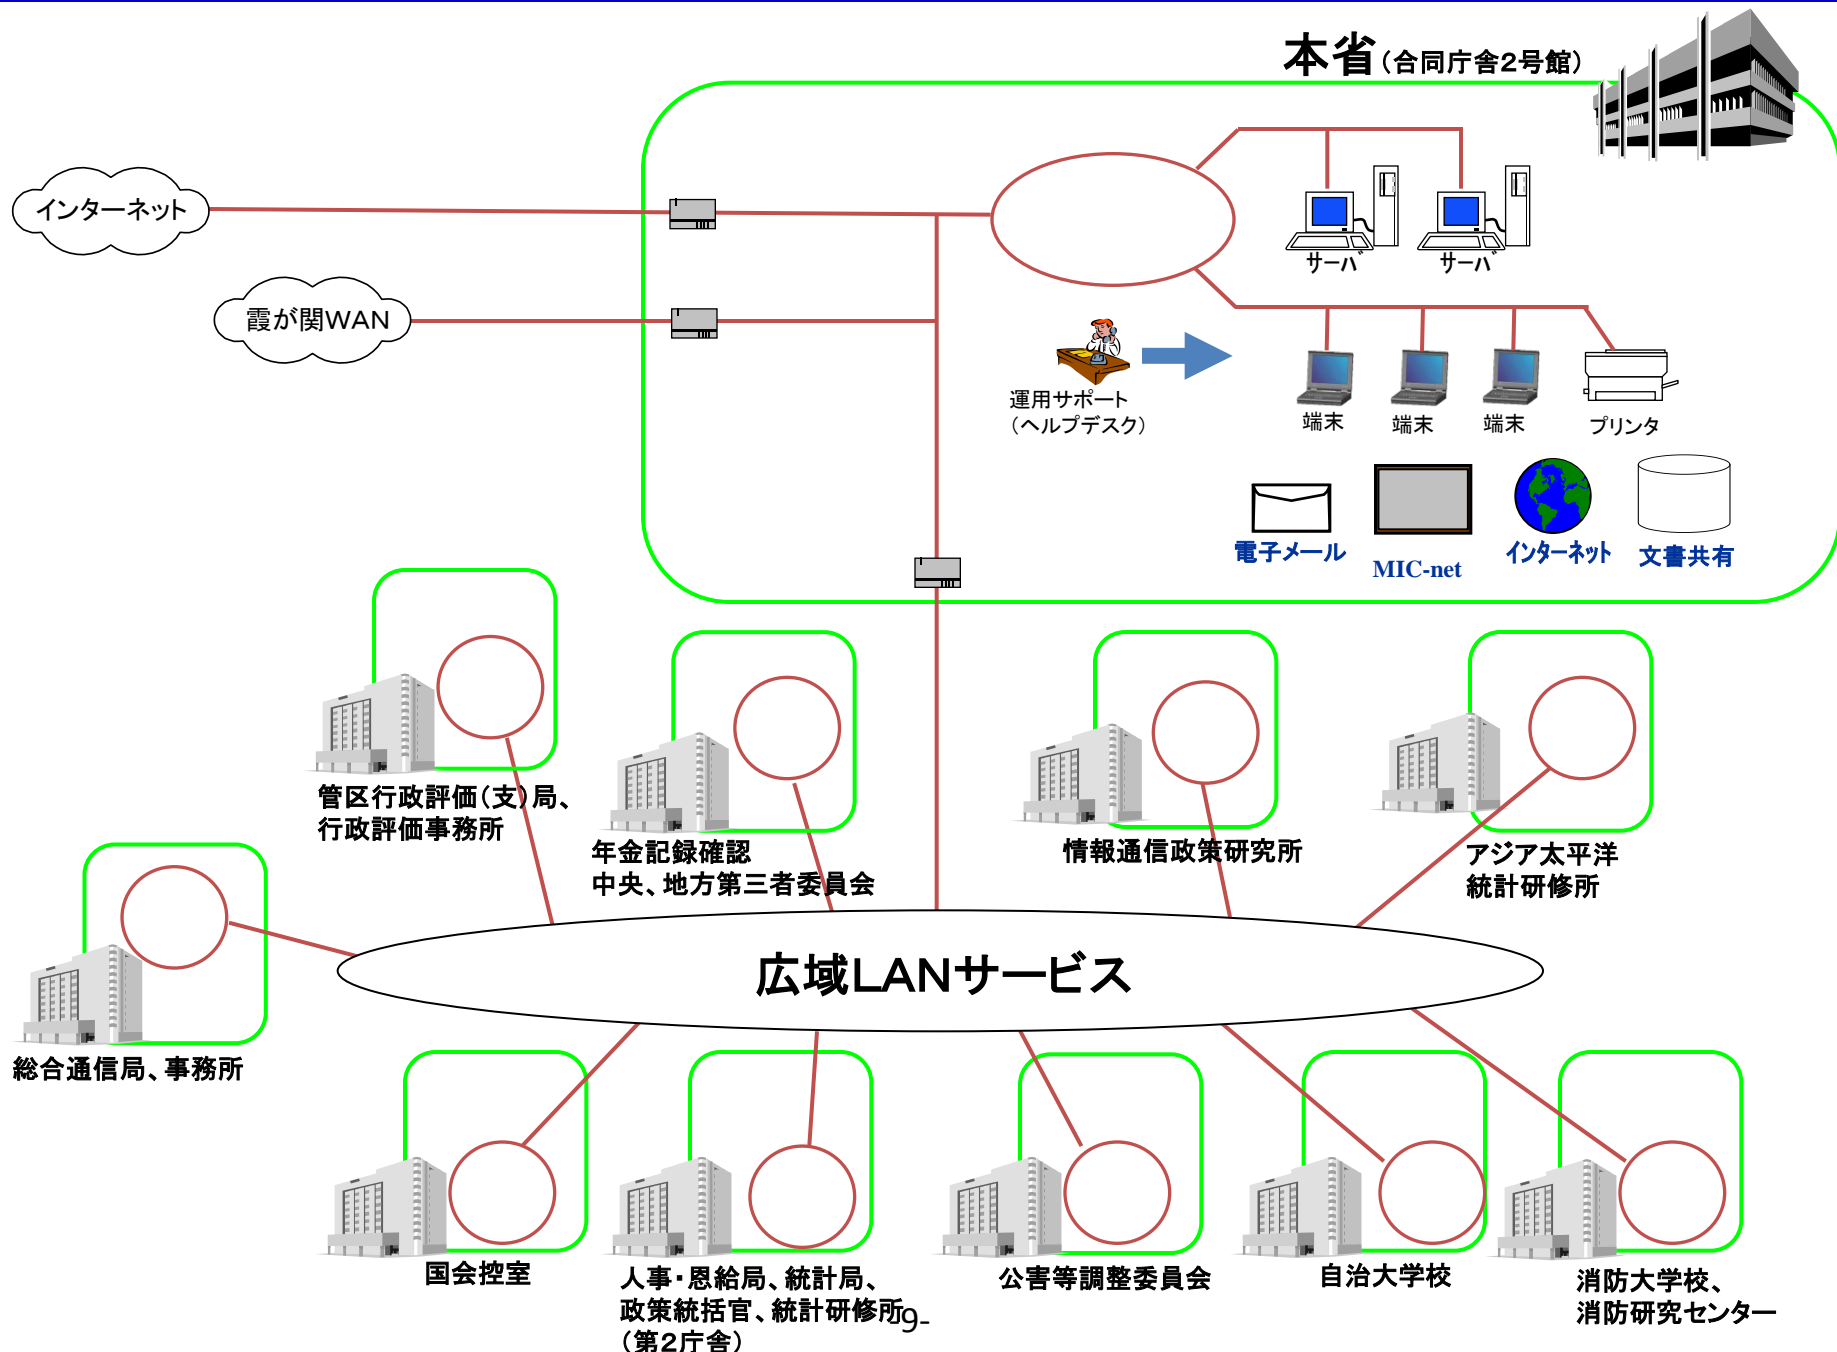 本省(合同庁舎2号館)
インターネット
霞が関WAN
サーバ
サーバ
運用サポート
(ヘルプデスク)
端末
端末
端末
プリンタ
電子メール
MIC-net
インターネット
文書共有
管区行政評価(支)局、
行政評価事務所
年金記録確認
中央、地方第三者委員会
情報通信政策研究所
アジア太平洋
統計研修所
広域LANサービス
総合通信局、事務所
国会控室
人事・恩給局、統計局、
政策統括官、統計研修所
(第2庁舎)
公害等調整委員会
自治大学校
消防大学校、
消防研究センター
-9-